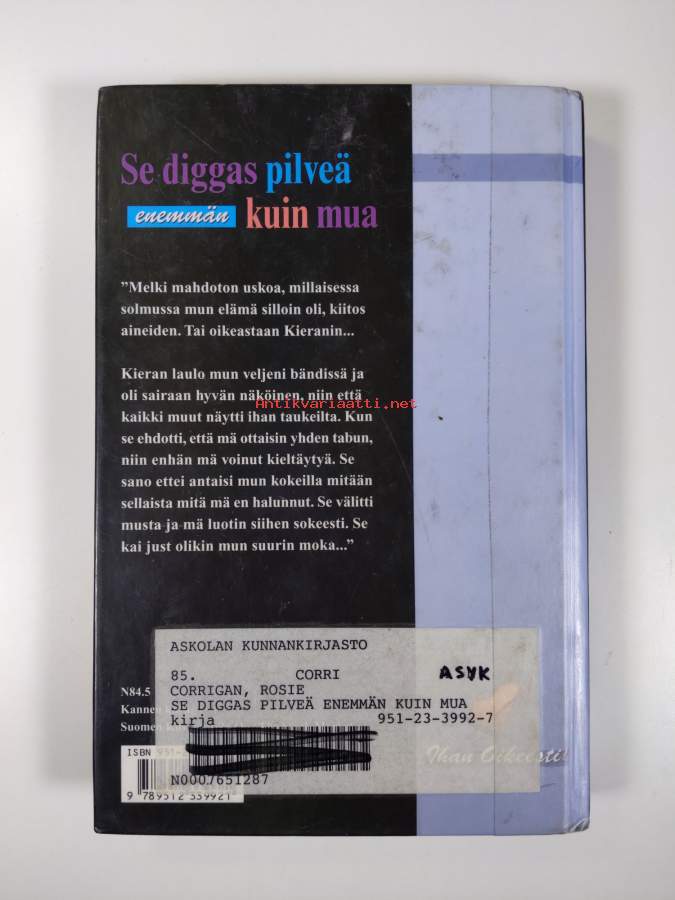 Se diggas pilveä
enemmän kuin mua
”Melki mahdoton uskoa, millaisessa
solmussa mun elämä silloin oli, kiitos
aineiden. Tai oikeastaan Kieranin...
Kieran laulo mun veljeni bändissä ja
oli sairaan hyvän näköinen, niin että
kaikki muut näytti ihan taukeilta. Kun
se ehdotti, että mä ottaisin yhden tabun,
niin enhän mä voinut kieltäytyä. Se
sano ettei antaisi mun kokeilla mitään
sellaista mitä mä en halunnut. Se välitti
musta ja mä luotin siihen sokeesti. Se
kai just olikin mun suurin moka...”
Antikvariaatti.net
ASKOLAN KUNNANKIRJASTO
85. CORRI ASYK
CORRIGAN, ROSIE
SE DIGGAS PILVEÄ ENEMMÄN KUIN MUA
kirja 951-23-3992-7
N0007651287
N84.5
Kannen
Suomen
ISBN 951-
Ihan Oikeesti!
9 789512 339921